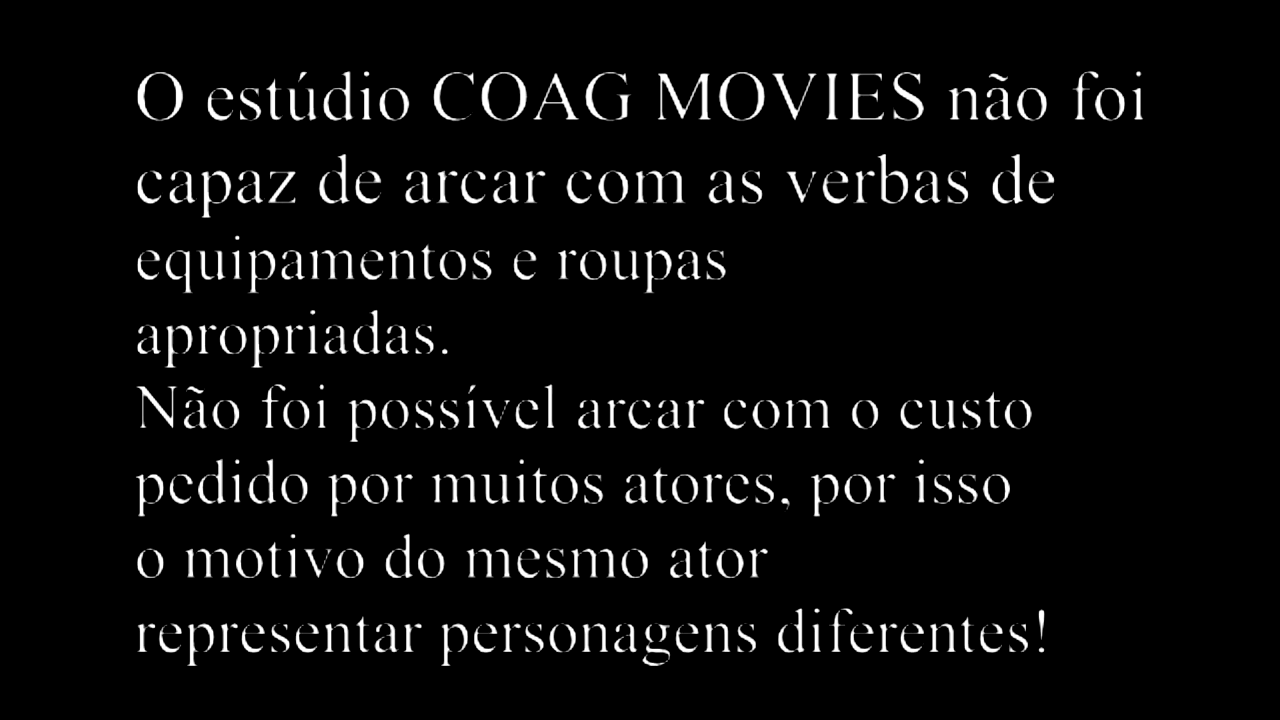 O estúdio COAG MOVIES não foi
capaz de arcar com as verbas de
equipamentos e roupas
apropriadas.
Não foi possível arcar com o custo
pedido por muitos atores, por isso
o motivo do mesmo ator
representar personagens diferentes!